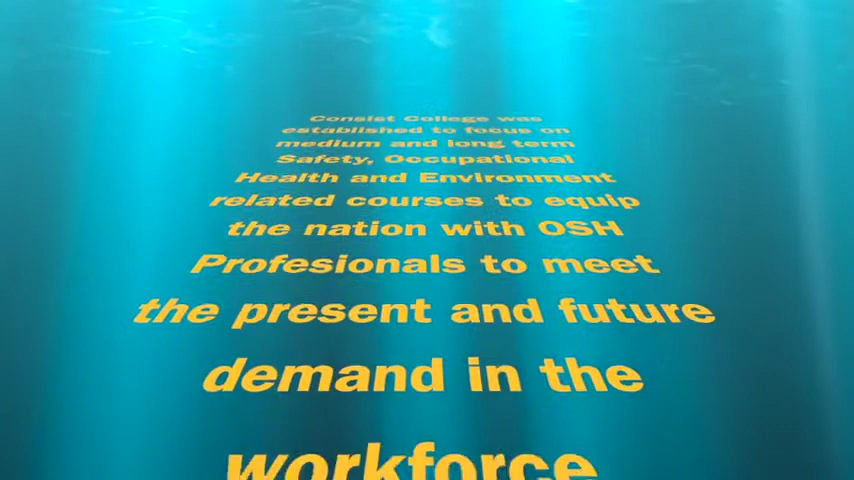 Consist College was
established to focus on
medium and long term
Safety, Occupational
Health and Environment
related courses to equip
the nation with OSH
Profesionals to meet
the present and future
demand in the
workforce